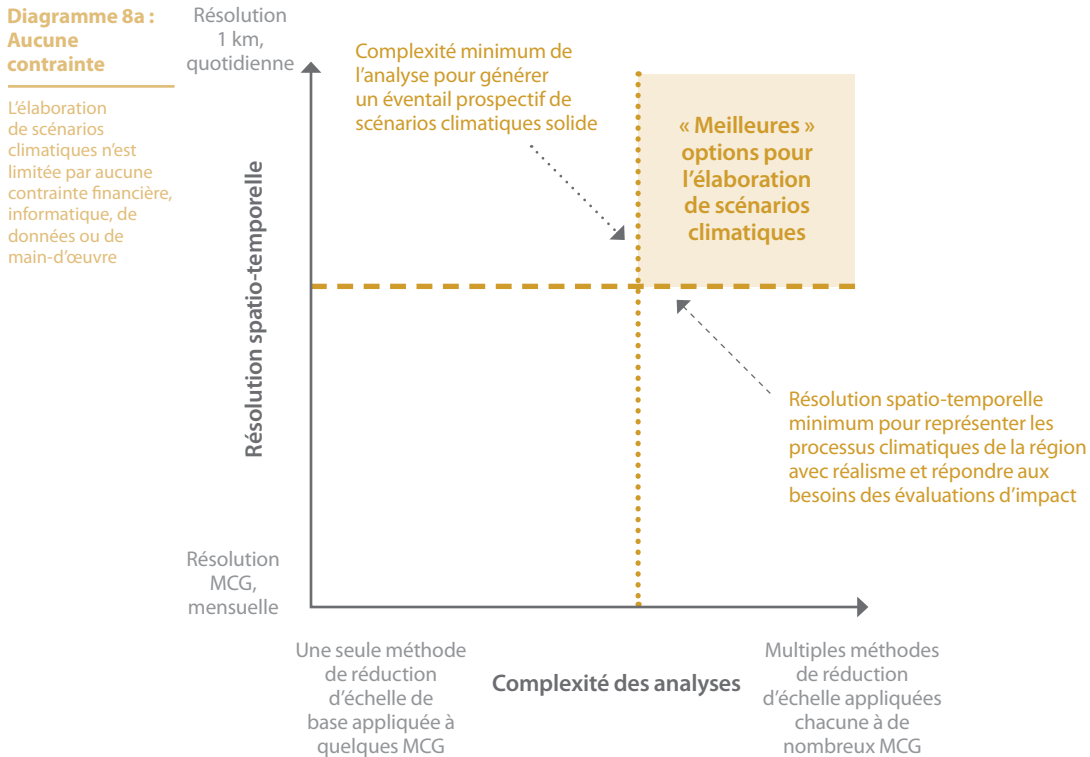 Diagramme 8a :
Aucune
contrainte
L’élaboration
de scénarios
climatiques n’est
limitée par aucune
contrainte financière,
informatique, de
données ou de
main-d’œuvre
Résolution
1 km,
quotidienne
Complexité minimum de
l’analyse pour générer
un éventail prospectif de
scénarios climatiques solide
« Meilleures »
options pour
l’élaboration
de scénarios
climatiques
Résolution spatio-temporelle
Résolution spatio-temporelle
minimum pour représenter les
processus climatiques de la région
avec réalisme et répondre aux
besoins des évaluations d’impact
Résolution
MCG,
mensuelle
Une seule méthode
de réduction
d’échelle de
base appliquée à
quelques MCG
Complexité des analyses
Multiples méthodes
de réduction
d’échelle appliquées
chacune à de
nombreux MCG